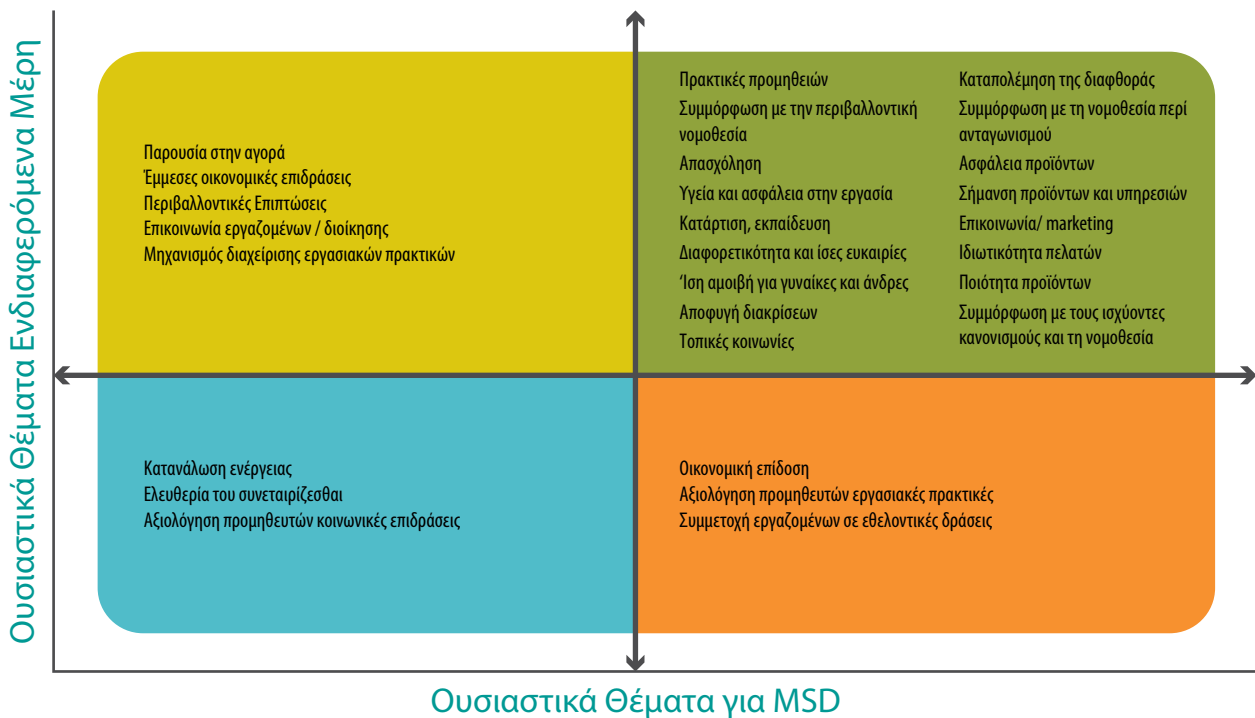 Ουσιαστικά Θέματα Ενδιαφερόμενα Μέρη
Παρουσία στην αγορά
Έμμεσες οικονομικές επιδράσεις
Περιβαλλοντικές Επιπτώσεις
Επικοινωνία εργαζομένων / διοίκησης
Μηχανισμός διαχείρισης εργασιακών πρακτικών
Πρακτικές προμηθειών
Συμμόρφωση με την περιβαλλοντική
νομοθεσία
Απασχόληση
Υγεία και ασφάλεια στην εργασία
Κατάρτιση, εκπαίδευση
Διαφορετικότητα και ίσες ευκαιρίες
Ίση αμοιβή για γυναίκες και άνδρες
Αποφυγή διακρίσεων
Τοπικές κοινωνίες
Καταπολέμηση της διαφθοράς
Συμμόρφωση με τη νομοθεσία περί
ανταγωνισμού
Ασφάλεια προϊόντων
Σήμανση προϊόντων και υπηρεσιών
Επικοινωνία/ marketing
Ιδιωτικότητα πελατών
Ποιότητα προϊόντων
Συμμόρφωση με τους ισχύοντες
κανονισμούς και τη νομοθεσία
Κατανάλωση ενέργειας
Ελευθερία του συνεταιρίζεσθαι
Αξιολόγηση προμηθευτών κοινωνικές επιδράσεις
Οικονομική επίδοση
Αξιολόγηση προμηθευτών εργασιακές πρακτικές
Συμμετοχή εργαζομένων σε εθελοντικές δράσεις
Ουσιαστικά Θέματα για MSD